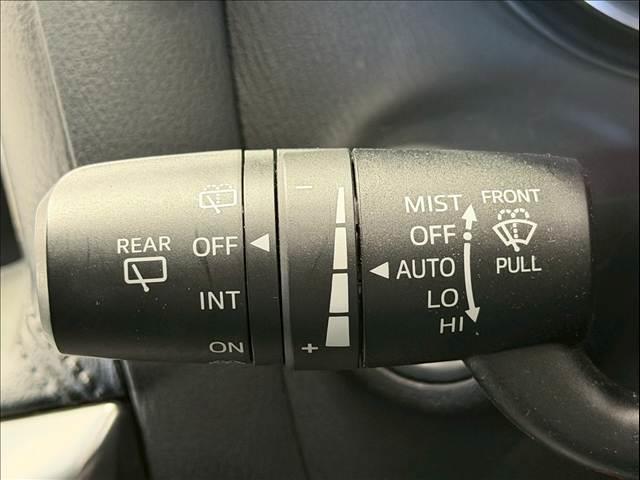 REAR
OFF
INT
ON
−
+
MIST
OFF
AUTO
LO
HI
FRONT
PULL